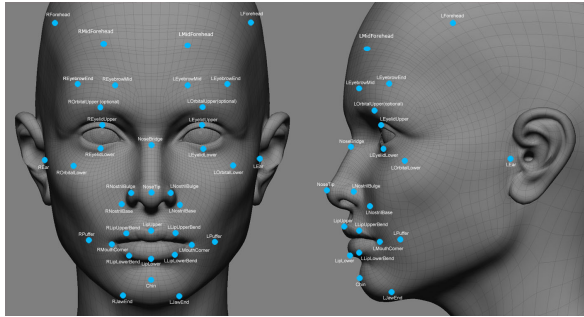 RForehead
LForehead
RMidForehead
LMidForehead
REyebrowEnd
REyebrowMid
LEyebrowMid
LEyebrowEnd
ROrbitalUpper (optional)
LOrbitalUpper(optional)
REyelidUpper
LEyelidUpper
NoseBridge
REyelidLower
LEyelidLower
REar
LEar
ROrbitalLower
LOrbitalLower
RNostrilBulge
NoseTip
LNostrilBulge
RNostrilBase
LNostrilBase
RPuffer
RLipUpperBend
LipUpper
LLipUpperBend
LPuffer
RMouthCorner
LMouthCorner
RLipLowerBend
LipLower
LLipLowerBend
Chin
RJawEnd
LJawEnd
LForehead
LMidForehead
LEyebrowMid
LEyebrowEnd
LOrbitalUpper(optional)
LEyelidUpper
NoseBridge
LEyelidLower
LOrbitalLower
LEar
NoseTip
LNostrilBulge
LNostrilBase
LipUpper
LLipUpperBend
LPuffer
LMouthCorner
LipLower
LLipLowerBend
Chin
LJawEnd